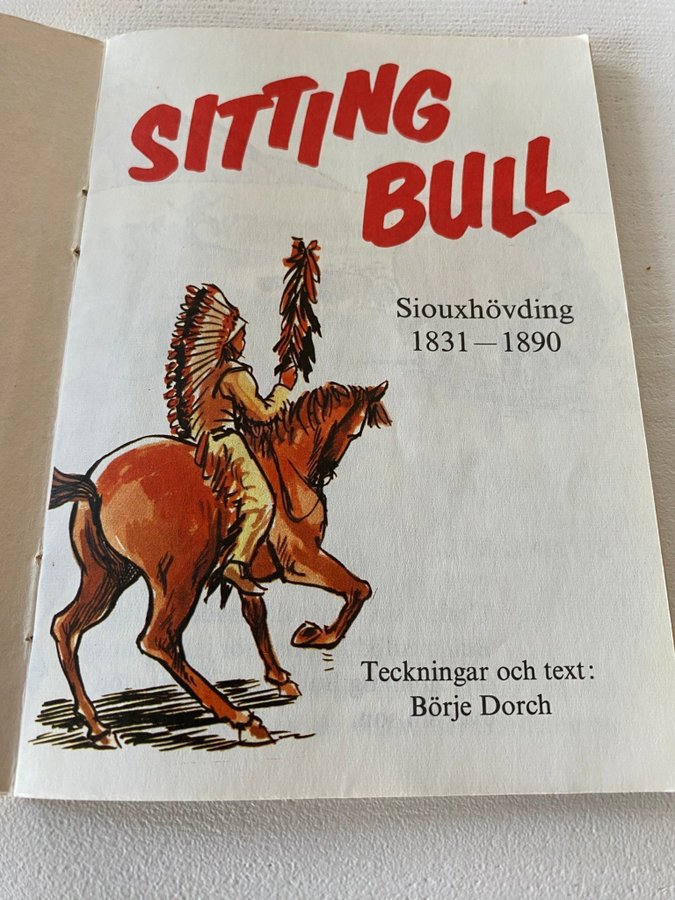 SITTING
BULL
Siouxhövding
1831—1890
Teckningar och text:
Börje Dorch